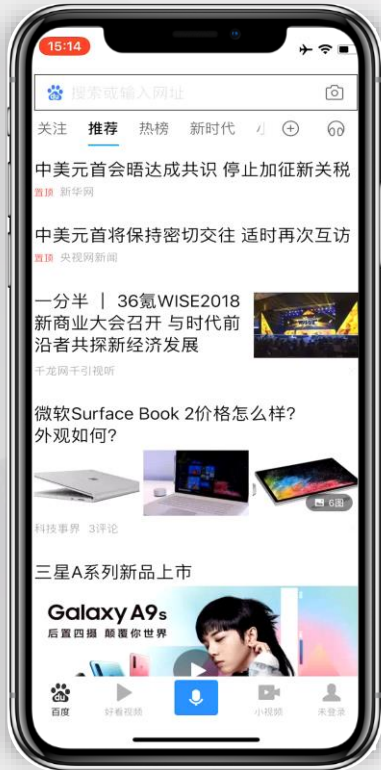 15:14
搜索或输入网址
关注 推荐 热榜 新时代
中美元首会晤达成共识 停止加征新关税
置顶 新华网
中美元首将保持密切交往 适时再次互访
置顶 央视网新闻
一分半 | 36氪WISE2018
新商业大会召开 与时代前
沿者共探新经济发展
千龙网千引视听
微软Surface Book 2价格怎么样?
外观如何?
6图
科技事界 3评论
三星A系列新品上市
Galaxy A9s
后置四摄 颠覆你世界
百度 好看视频 小视频 未登录